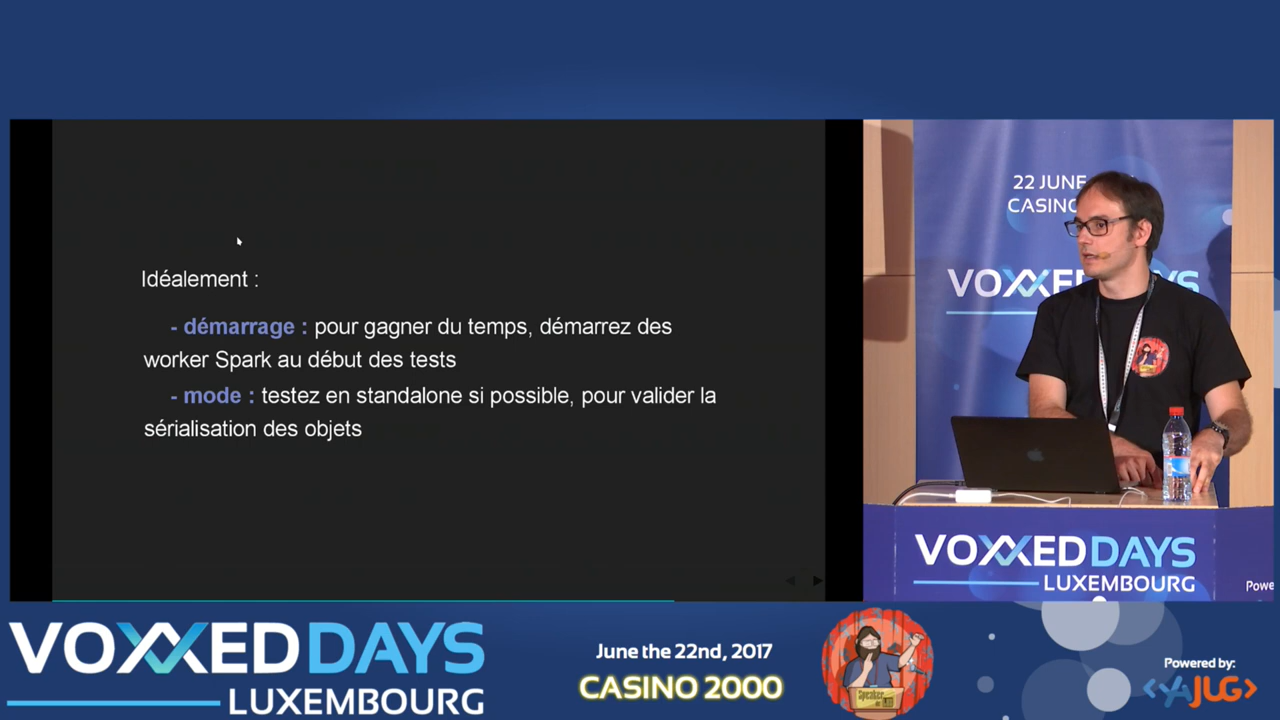 Idéalement :
- démarrage : pour gagner du temps, démarrez des
worker Spark au début des tests
- mode : testez en standalone si possible, pour valider la
sérialisation des objets
22 JUNE
CASINO
VOXXED DAYS
VOXXED DAYS
LUXEMBOURG
Powe
VOXXED DAYS
LUXEMBOURG
June the 22nd, 2017
CASINO 2000
Speaker
Powered by:
<YAJUG>